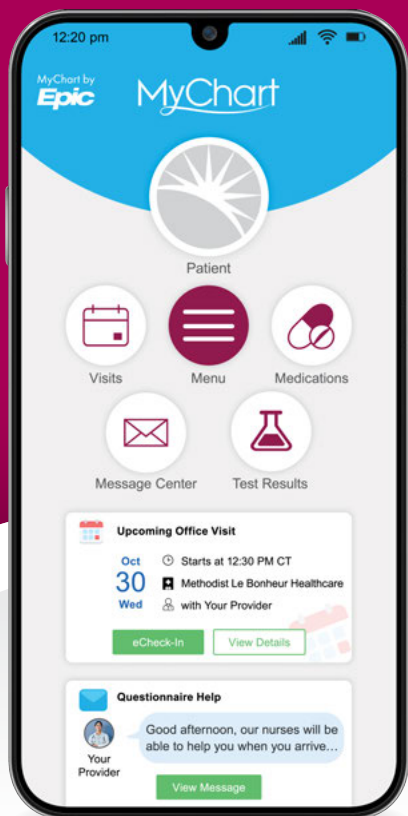 12:20 pm
MyChart by
Epic
MyChart
Patient
Visits
Menu
Medications
Message Center
Test Results
Upcoming Office Visit
Oct
30
Wed
Starts at 12:30 PM CT
Methodist Le Bonheur Healthcare
with Your Provider
eCheck-In
View Details
Questionnaire Help
Your
Provider
Good afternoon, our nurses will be
able to help you when you arrive...
View Message